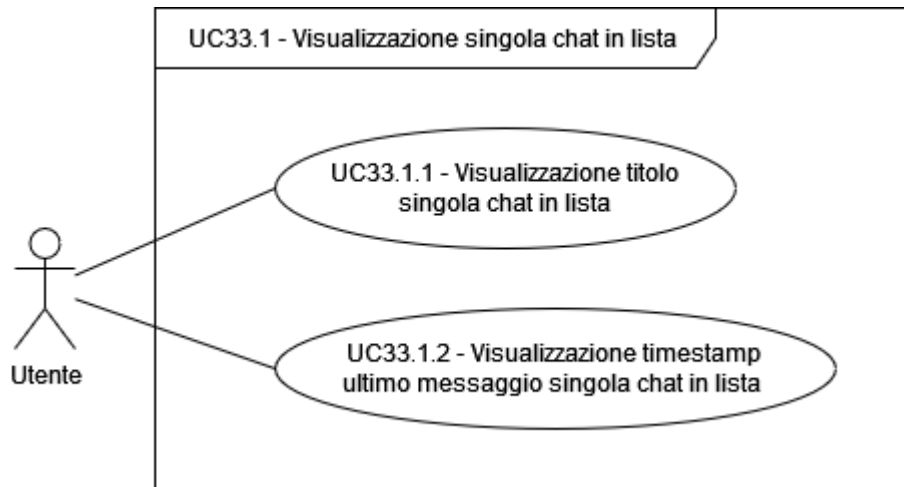 UC33.1 - Visualizzazione singola chat in lista
UC33.1.1 - Visualizzazione titolo
singola chat in lista
Utente
UC33.1.2 - Visualizzazione timestamp
ultimo messaggio singola chat in lista